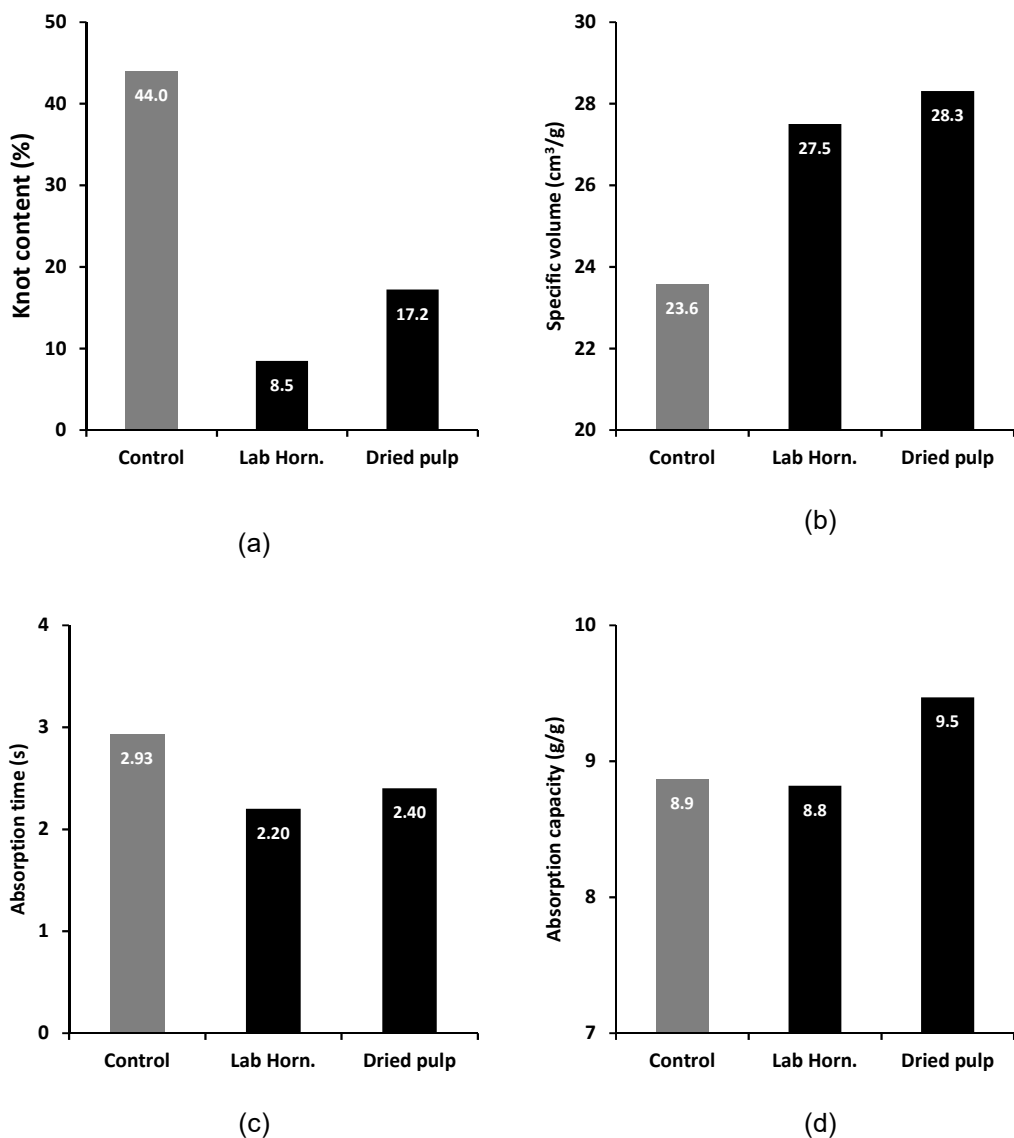 50
40
30
20
10
0
Knot content (%)
44.0
8.5
17.2
Control Lab Horn. Dried pulp
(a)
30
28
26
24
22
20
Specific volume (cm³/g)
23.6
27.5
28.3
Control Lab Horn. Dried pulp
(b)
4
3
2
1
0
Absorption time (s)
2.93
2.20
2.40
Control Lab Horn. Dried pulp
(c)
10
9
8
7
Absorption capacity (g/g)
8.9
8.8
9.5
Control Lab Horn. Dried pulp
(d)